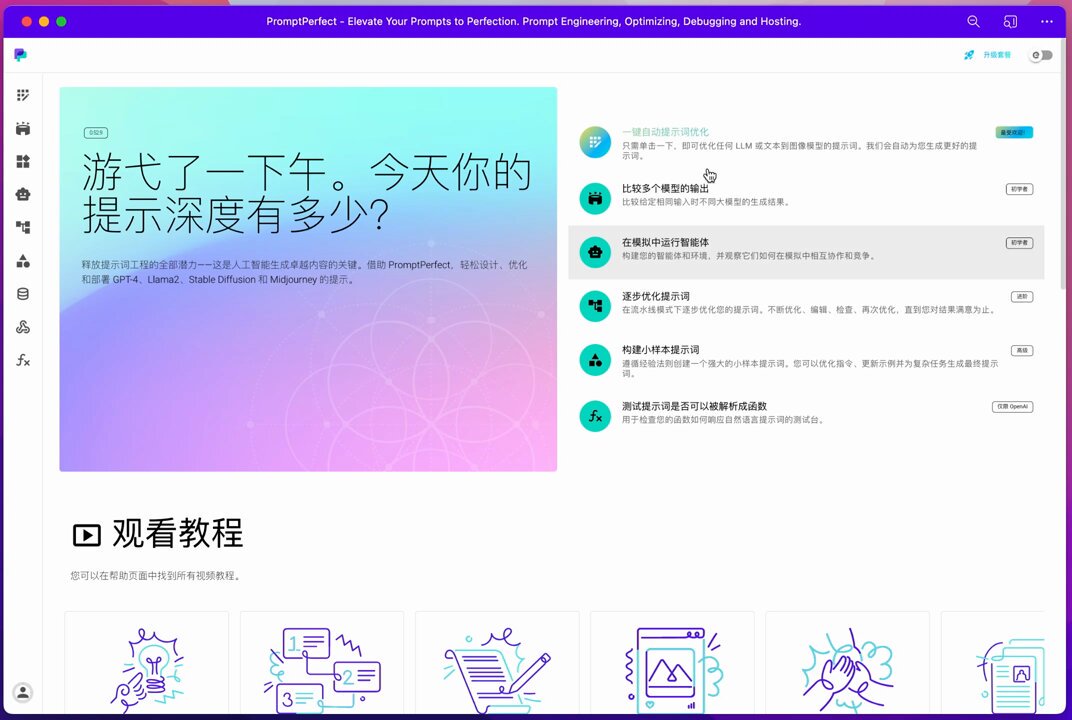 PromptPerfect - Elevate Your Prompts to Perfection. Prompt Engineering, Optimizing, Debugging and Hosting.
升级套餐
0529
游弋了一下午。今天你的
提示深度有多少?
释放提示词工程的全部潜力——这是人工智能生成卓越内容的关键。借助 PromptPerfect，轻松设计、优化
和部署 GPT-4、Llama2、Stable Diffusion 和 Midjourney 的提示。
一键自动提示词优化
最受欢迎!
只需单击一下，即可优化任何 LLM 或文本到图像模型的提示词。我们会自动为您生成更好的提
示词。
比较多个模型的输出
初学者
比较给定相同输入时不同大模型的生成结果。
在模拟中运行智能体
初学者
构建您的智能体和环境，并观察它们如何在模拟中相互协作和竞争。
逐步优化提示词
进阶
在流水线模式下逐步优化您的提示词。不断优化、编辑、检查、再次优化，直到您对结果满意为止。
构建小样本提示词
高级
遵循经验法则创建一个强大的小样本提示词。您可以优化指令、更新示例并为复杂任务生成最终提示
词。
测试提示词是否可以被解析成函数
仅限 OpenAI
用于检查您的函数如何响应自然语言提示词的测试台。
观看教程
您可以在帮助页面中找到所有视频教程。
1
2
3